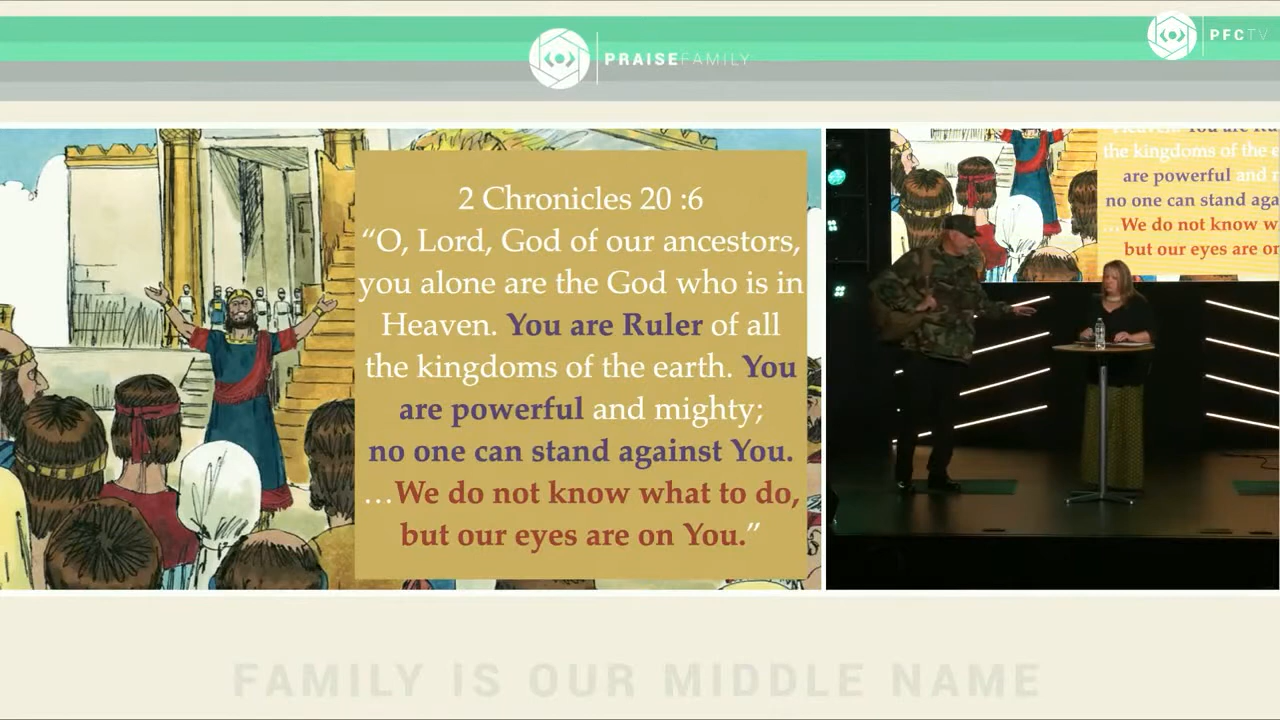 PRAISEFAMILY
PFCTV
2 Chronicles 20 :6
“O, Lord, God of our ancestors,
you alone are the God who is in
Heaven. You are Ruler of all
the kingdoms of the earth. You
are powerful and mighty;
no one can stand against You.
…We do not know what to do,
but our eyes are on You.”
the kingdoms of the e
are powerful and
no one can stand aga
…We do not know w
but our eyes are on
FAMILY IS OUR MIDDLE NAME